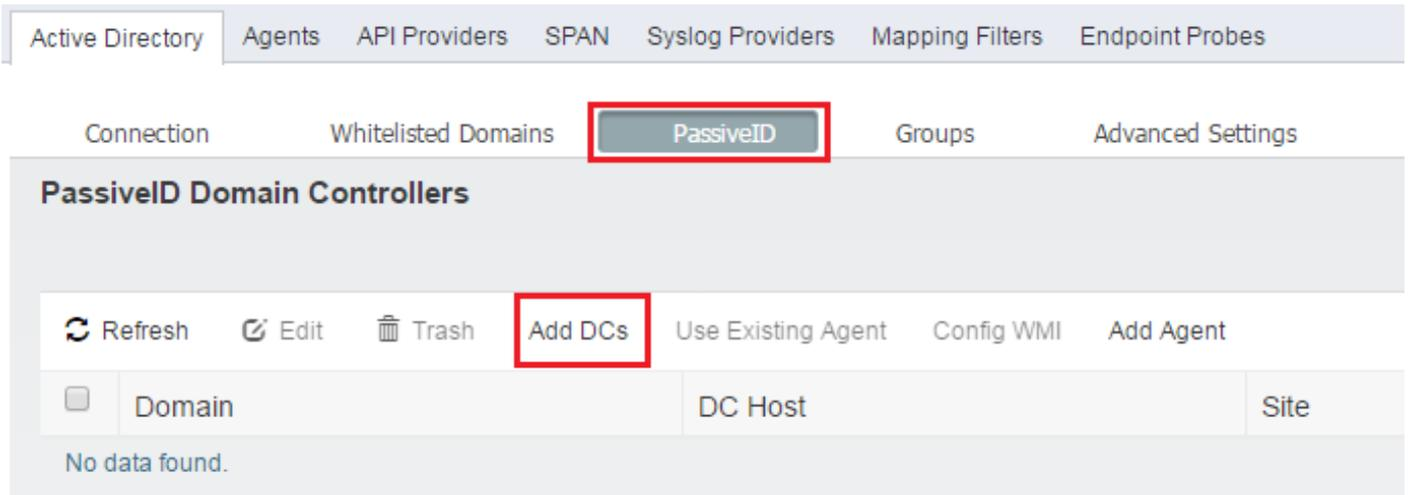 Active Directory Agents API Providers SPAN Syslog Providers Mapping Filters Endpoint Probes
Connection Whitelisted Domains PassiveID Groups Advanced Settings
PassiveID Domain Controllers
Refresh Edit Trash Add DCs Use Existing Agent Config WMI Add Agent
Domain DC Host Site
No data found.